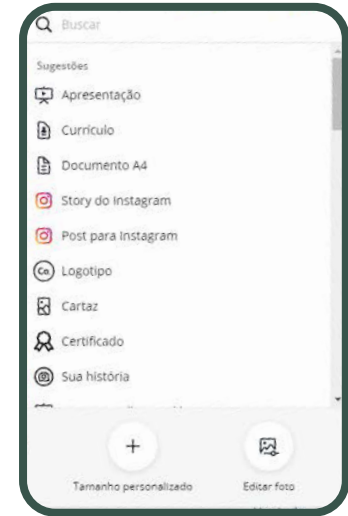 Buscar
Sugestões
Apresentação
Currículo
Documento A4
Story do Instagram
Post para Instagram
Co.
Logotipo
Cartaz
Certificado
Sua história
Tamanho personalizado
Editar foto